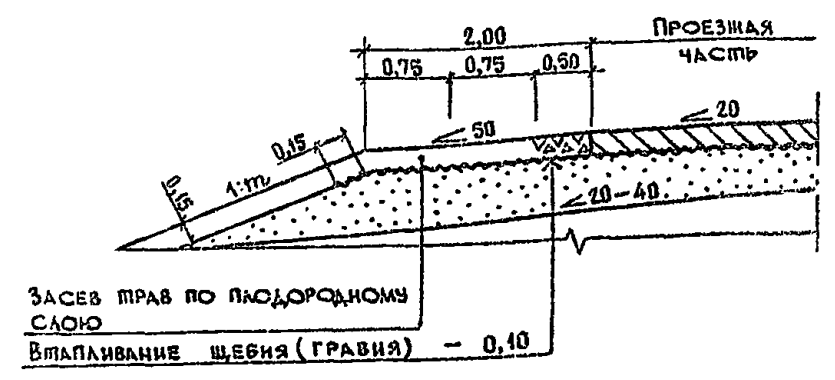 2,00
Проезжая
часть
0,75
0,75
0,50
50
20
0,15
1:m
0,15
20-40
Засев трав по плодородному
слою
Втапливание щебня (гравия) - 0,10